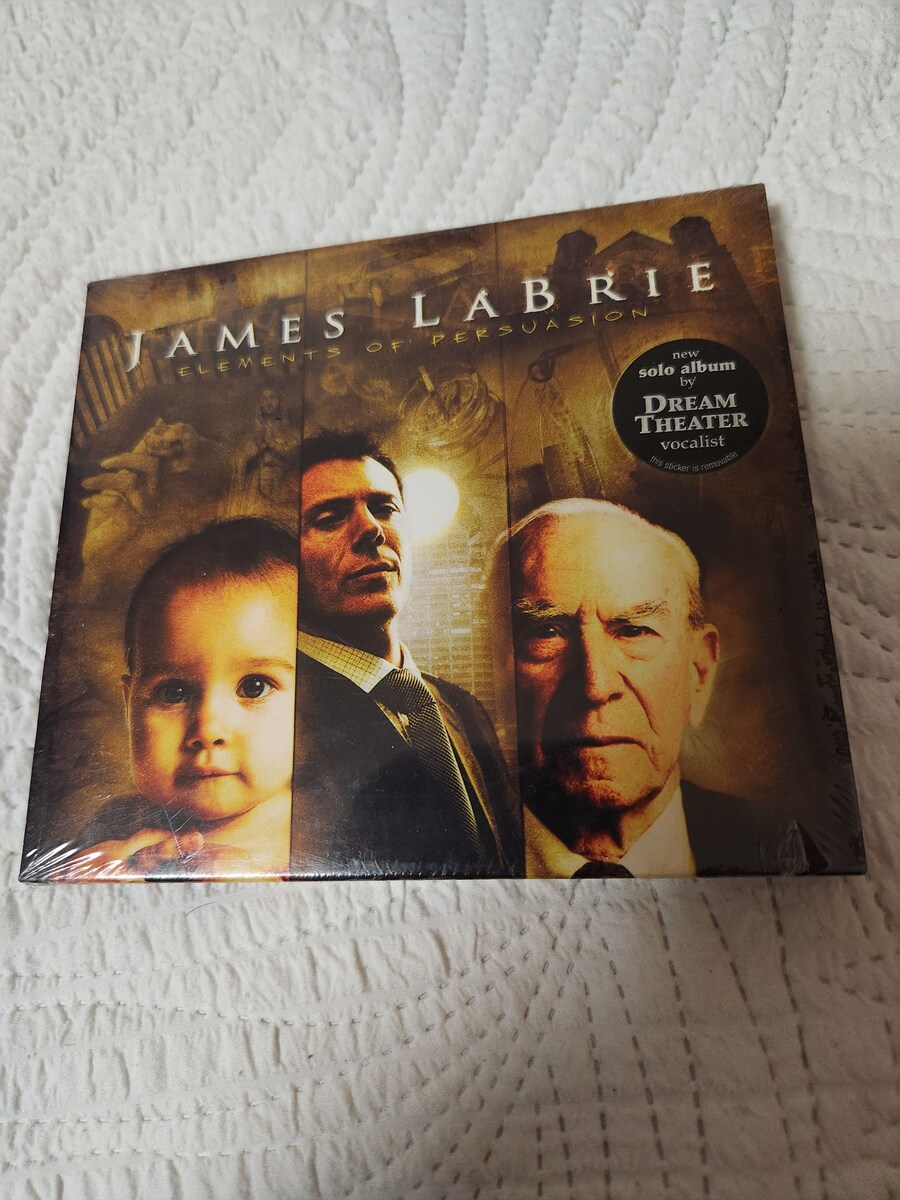 JAMES LABRIE
ELEMENTS OF PERSUASION
new
solo album
by
DREAM
THEATER
vocalist
this sticker is removable